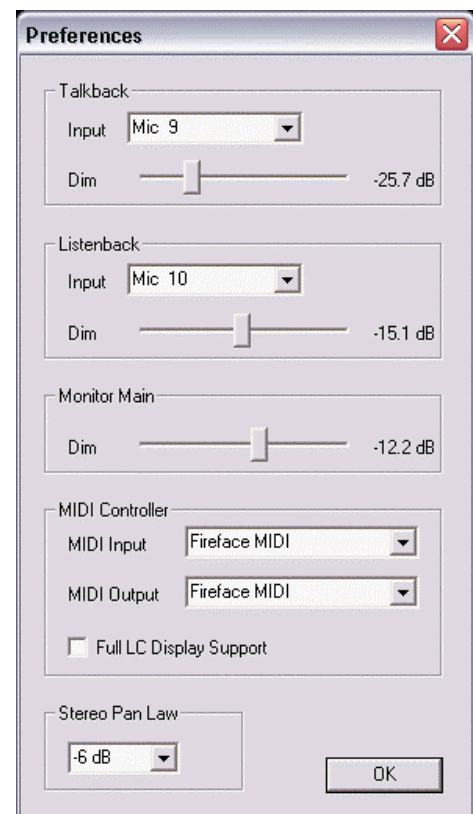 Preferences
Talkback
Input Mic 9
Dim -25.7 dB
Listenback
Input Mic 10
Dim -15.1 dB
Monitor Main
Dim -12.2 dB
MIDI Controller
MIDI Input Fireface MIDI
MIDI Output Fireface MIDI
Full LC Display Support
Stereo Pan Law
-6 dB
OK